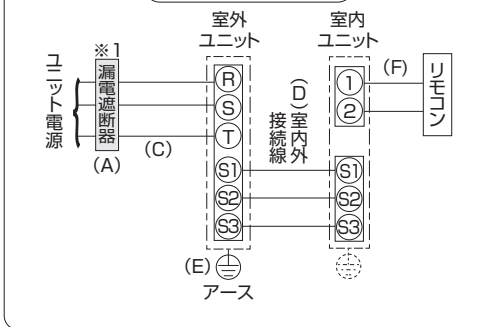 室外
ユニット
室内
ユニット
※1
ユニット電源
漏電遮断器
(A)
(C)
R
S
T
S1
S2
S3
(D)室内外
接続線
1
2
S1
S2
S3
(F)
リモコン
(E)
アース